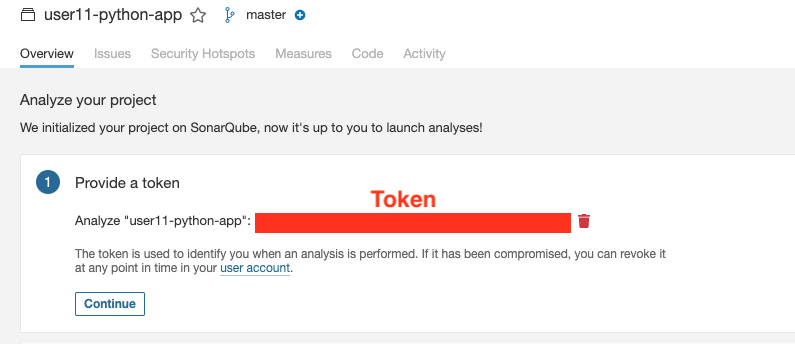 user11-python-app master
Overview Issues Security Hotspots Measures Code Activity
Analyze your project
We initialized your project on SonarQube, now it's up to you to launch analyses!
1 Provide a token
Token
Analyze "user11-python-app":
The token is used to identify you when an analysis is performed. If it has been compromised, you can revoke it
at any point in time in your user account.
Continue